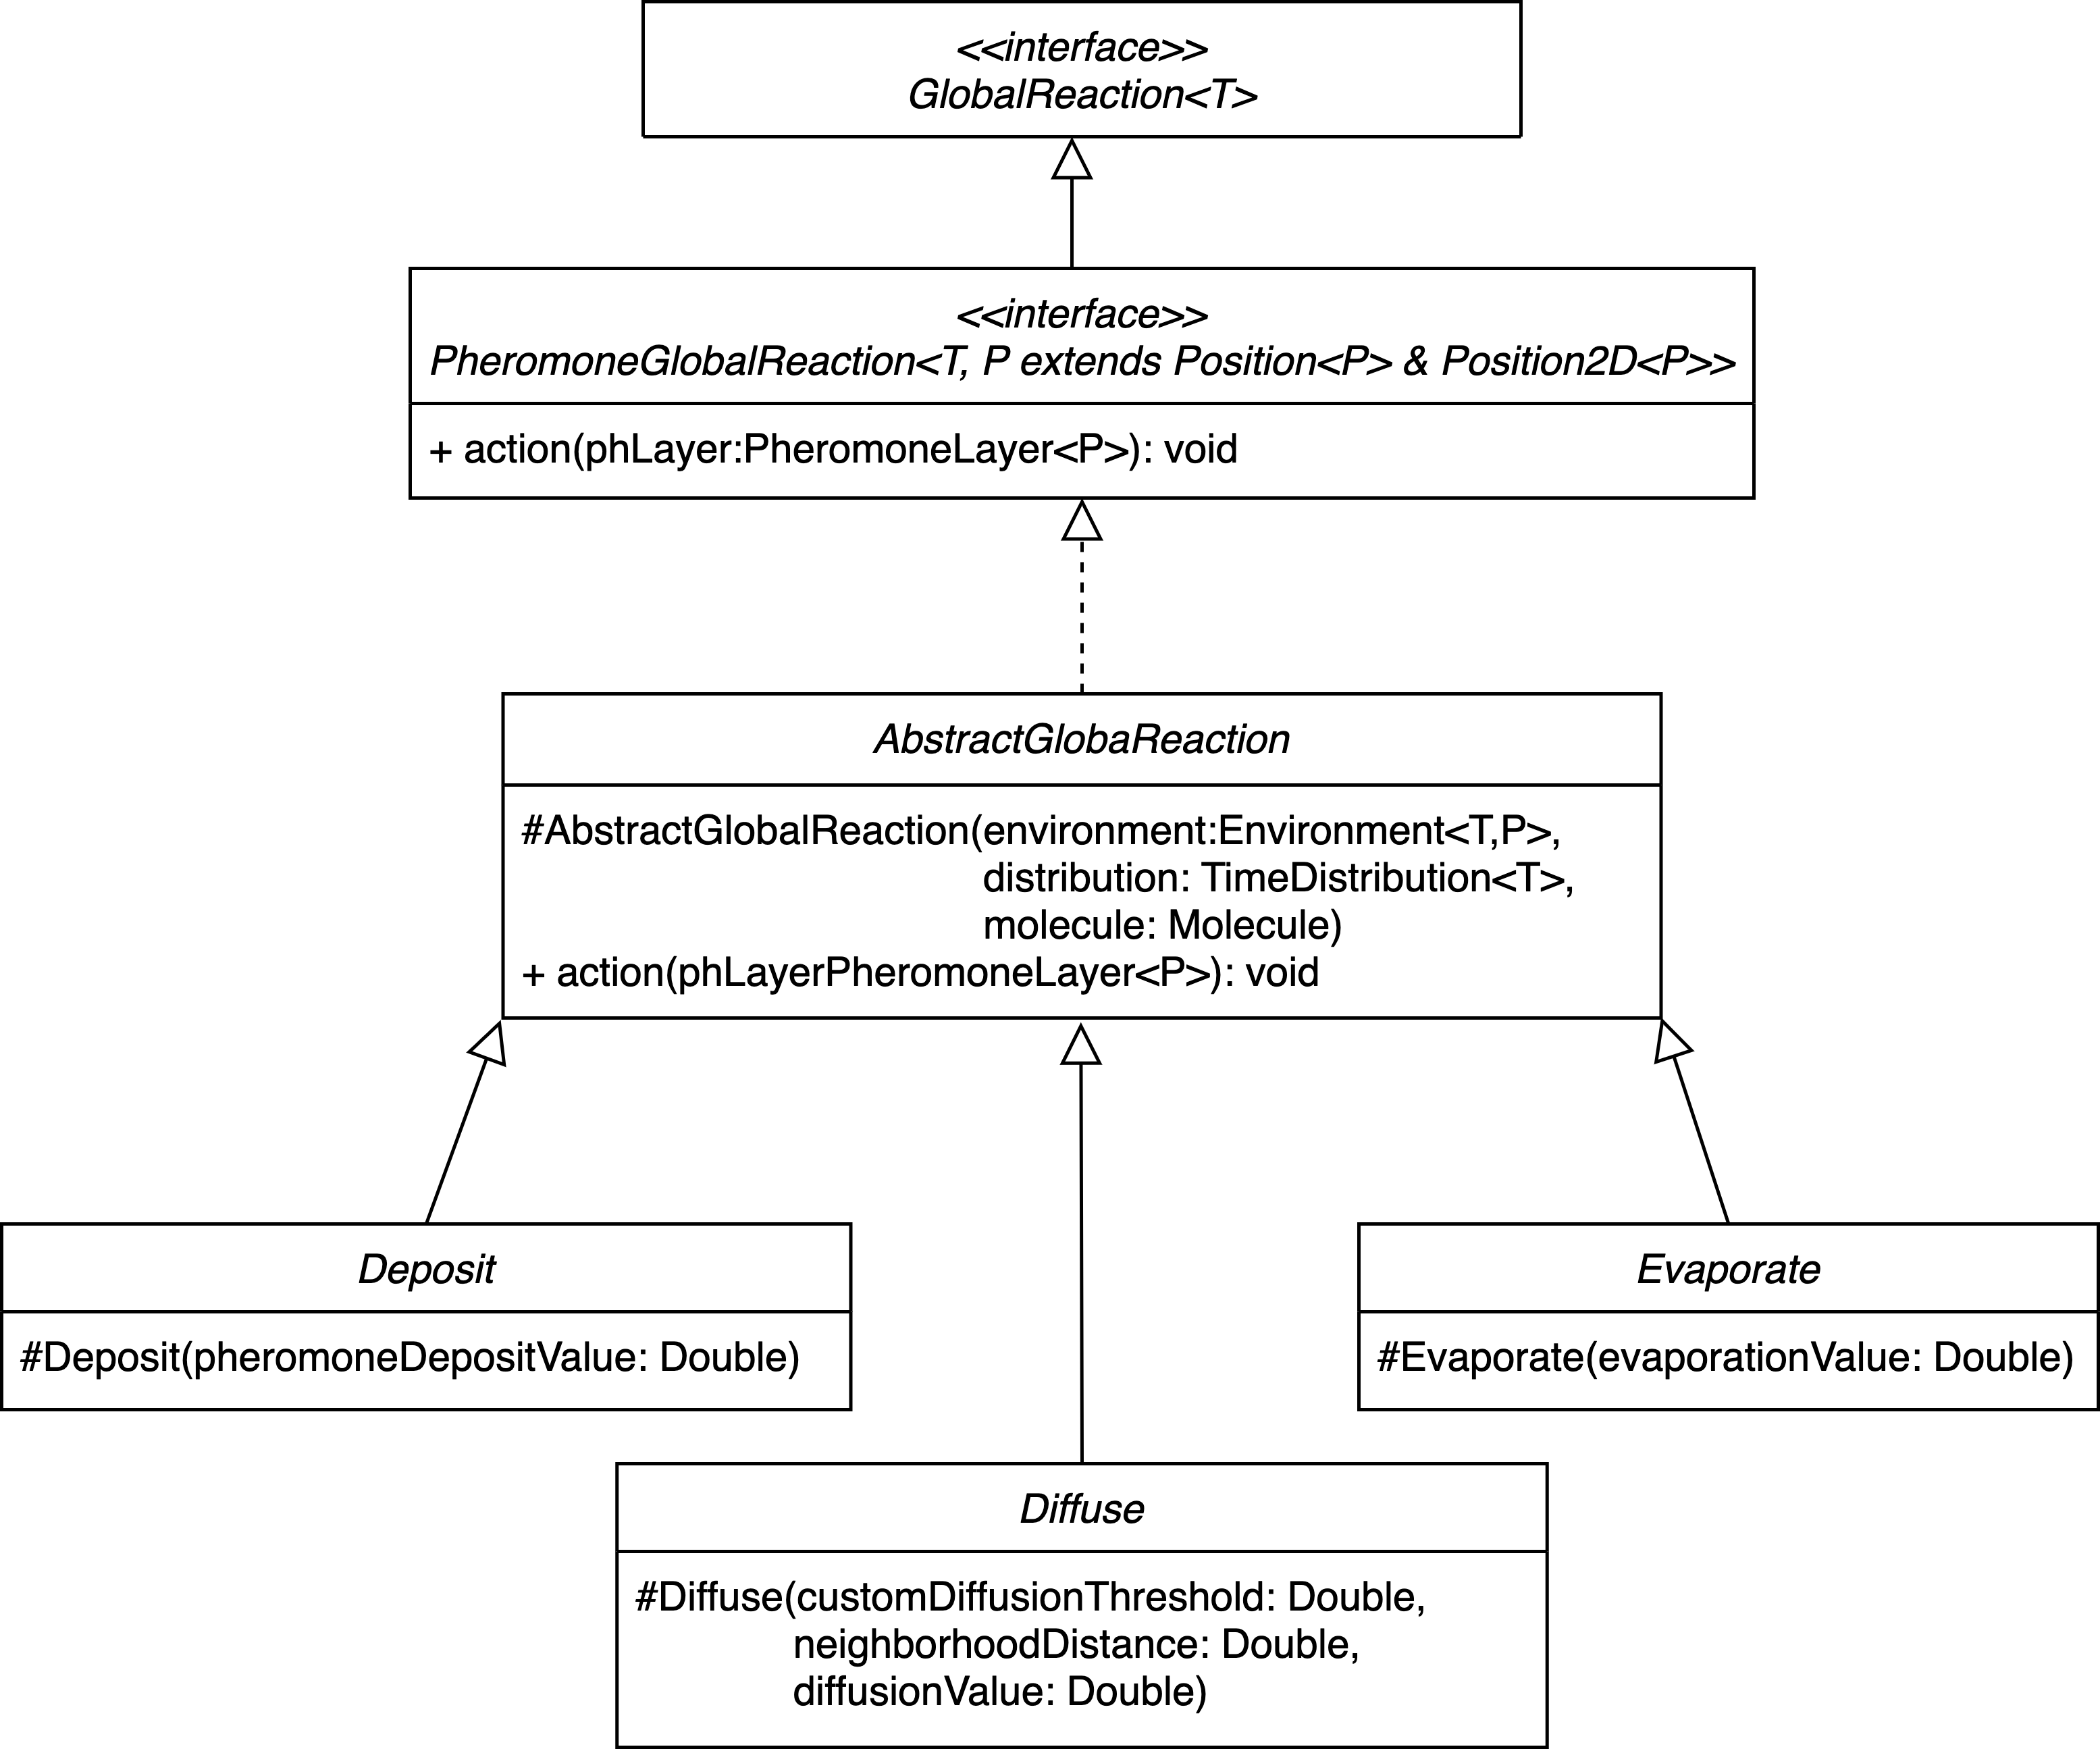 <<interface>>
GlobalReaction<T>
<<interface>>
PheromoneGlobalReaction<T, P extends Position<P> & Position2D<P>>
+ action(phLayer:PheromoneLayer<P>): void
AbstractGlobaReaction
#AbstractGlobalReaction(environment:Environment<T,P>,
distribution: TimeDistribution<T>,
molecule: Molecule)
+ action(phLayerPheromoneLayer<P>): void
Deposit
#Deposit(pheromoneDepositValue: Double)
Evaporate
#Evaporate(evaporationValue: Double)
Diffuse
#Diffuse(customDiffusionThreshold: Double,
neighborhoodDistance: Double,
diffusionValue: Double)